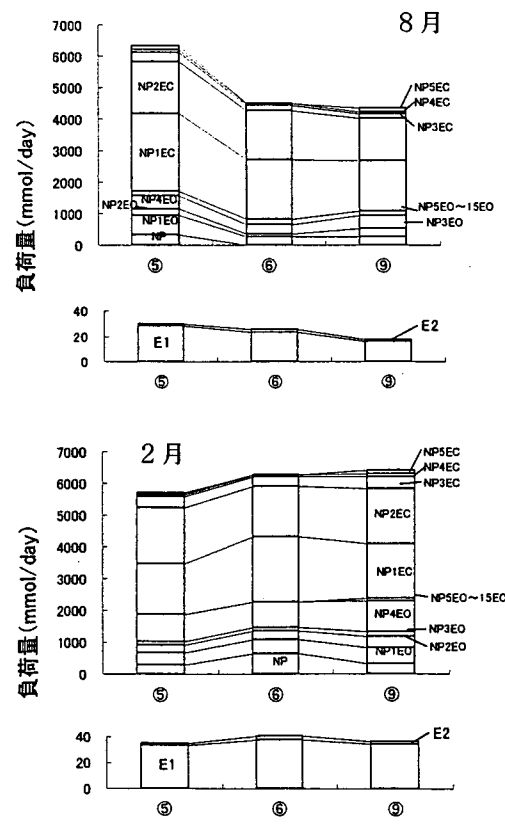 8月
負荷量(mmol/day)
7000
6000
5000
4000
3000
2000
1000
0
NP2EC
NP1EC
NP4EO
NP2EO
NP1EO
NP
NP5EC
NP4EC
NP3EC
NP5EO～15EO
NP3EO
⑤ ⑥ ⑨
40
20
0
E1
E2
⑤ ⑥ ⑨
2月
負荷量(mmol/day)
7000
6000
5000
4000
3000
2000
1000
0
NP
NP5EC
NP4EC
NP3EC
NP2EC
NP1EC
NP5EO～15EO
NP4EO
NP3EO
NP2EO
NP1EO
⑤ ⑥ ⑨
40
20
0
E1
E2
⑤ ⑥ ⑨